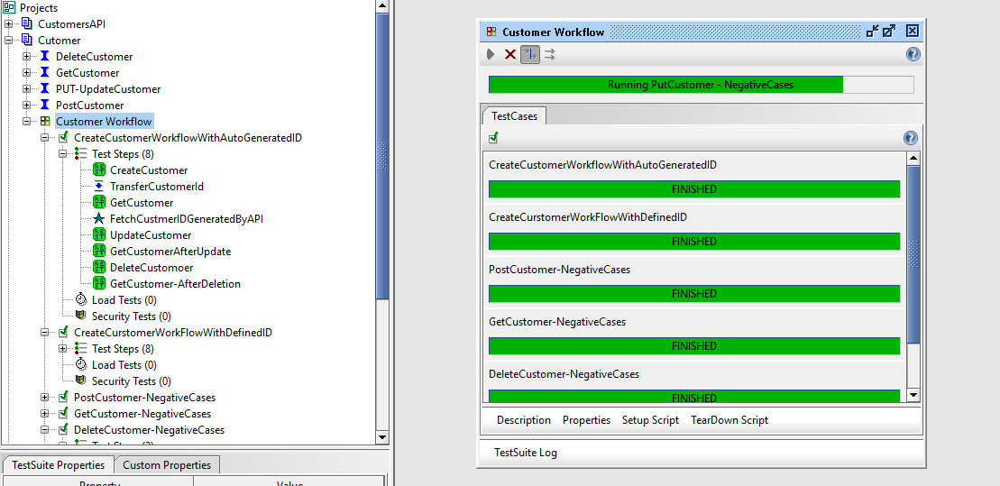 Projects
CustomersAPI
Cutomer
DeleteCustomer
GetCustomer
PUT-UpdateCustomer
PostCustomer
Customer Workflow
CreateCustomerWorkflowWithAutoGeneratedID
Test Steps (8)
CreateCustomer
TransferCustomerId
GetCustomer
FetchCustmerIDGeneratedByAPI
UpdateCustomer
GetCustomerAfterUpdate
DeleteCustomoer
GetCustomer-AfterDeletion
Load Tests (0)
Security Tests (0)
CreateCurstomerWorkFlowWithDefinedID
Test Steps (8)
Load Tests (0)
Security Tests (0)
PostCustomer-NegativeCases
GetCustomer-NegativeCases
DeleteCustomer-NegativeCases
TestSuite Properties Custom Properties
Property Value
Customer Workflow
Running PutCustomer - NegativeCases
TestCases
CreateCustomerWorkflowWithAutoGeneratedID
FINISHED
CreateCurstomerWorkFlowWithDefinedID
FINISHED
PostCustomer-NegativeCases
FINISHED
GetCustomer-NegativeCases
FINISHED
DeleteCustomer-NegativeCases
FINISHED
Description Properties Setup Script TearDown Script
TestSuite Log